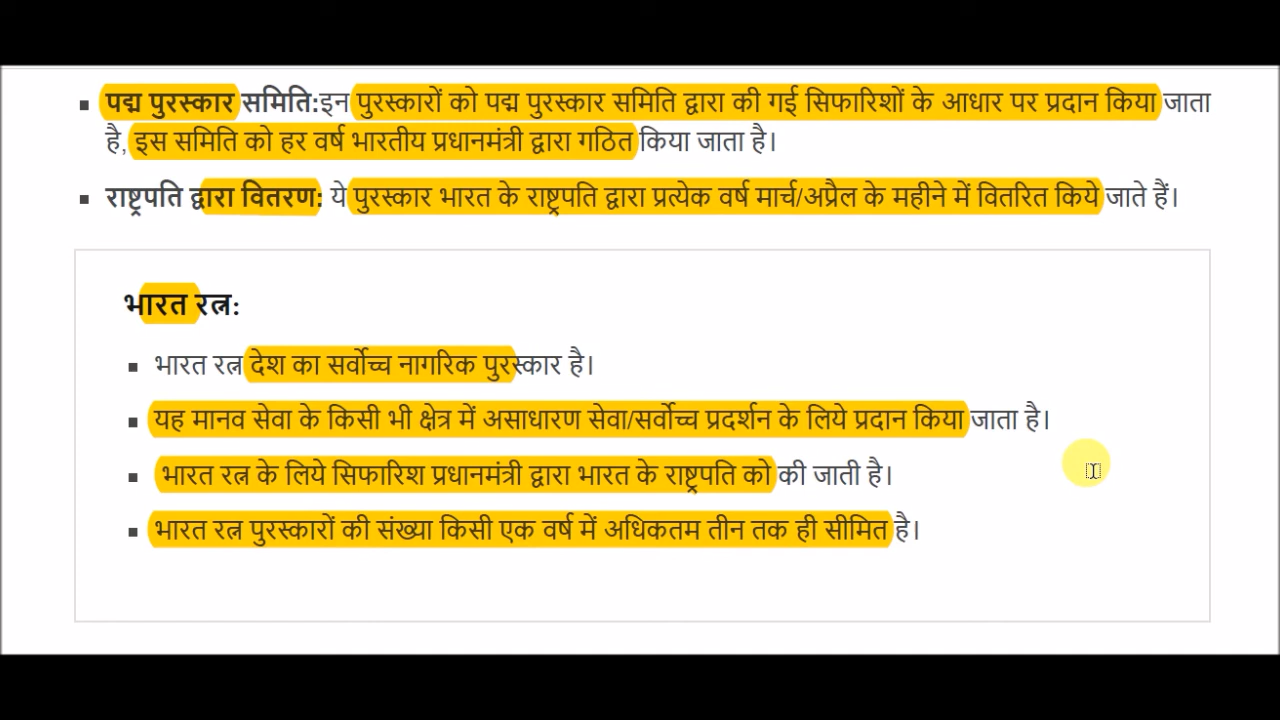 पद्म पुरस्कार समिति:इन पुरस्कारों को पद्म पुरस्कार समिति द्वारा की गई सिफारिशों के आधार पर प्रदान किया जाता
है, इस समिति को हर वर्ष भारतीय प्रधानमंत्री द्वारा गठित किया जाता है।
राष्ट्रपति द्वारा वितरण: ये पुरस्कार भारत के राष्ट्रपति द्वारा प्रत्येक वर्ष मार्च/अप्रैल के महीने में वितरित किये जाते हैं।
भारत रत्न:
भारत रत्न देश का सर्वोच्च नागरिक पुरस्कार है।
यह मानव सेवा के किसी भी क्षेत्र में असाधारण सेवा/सर्वोच्च प्रदर्शन के लिये प्रदान किया जाता है।
भारत रत्न के लिये सिफारिश प्रधानमंत्री द्वारा भारत के राष्ट्रपति को की जाती है।
भारत रत्न पुरस्कारों की संख्या किसी एक वर्ष में अधिकतम तीन तक ही सीमित है।